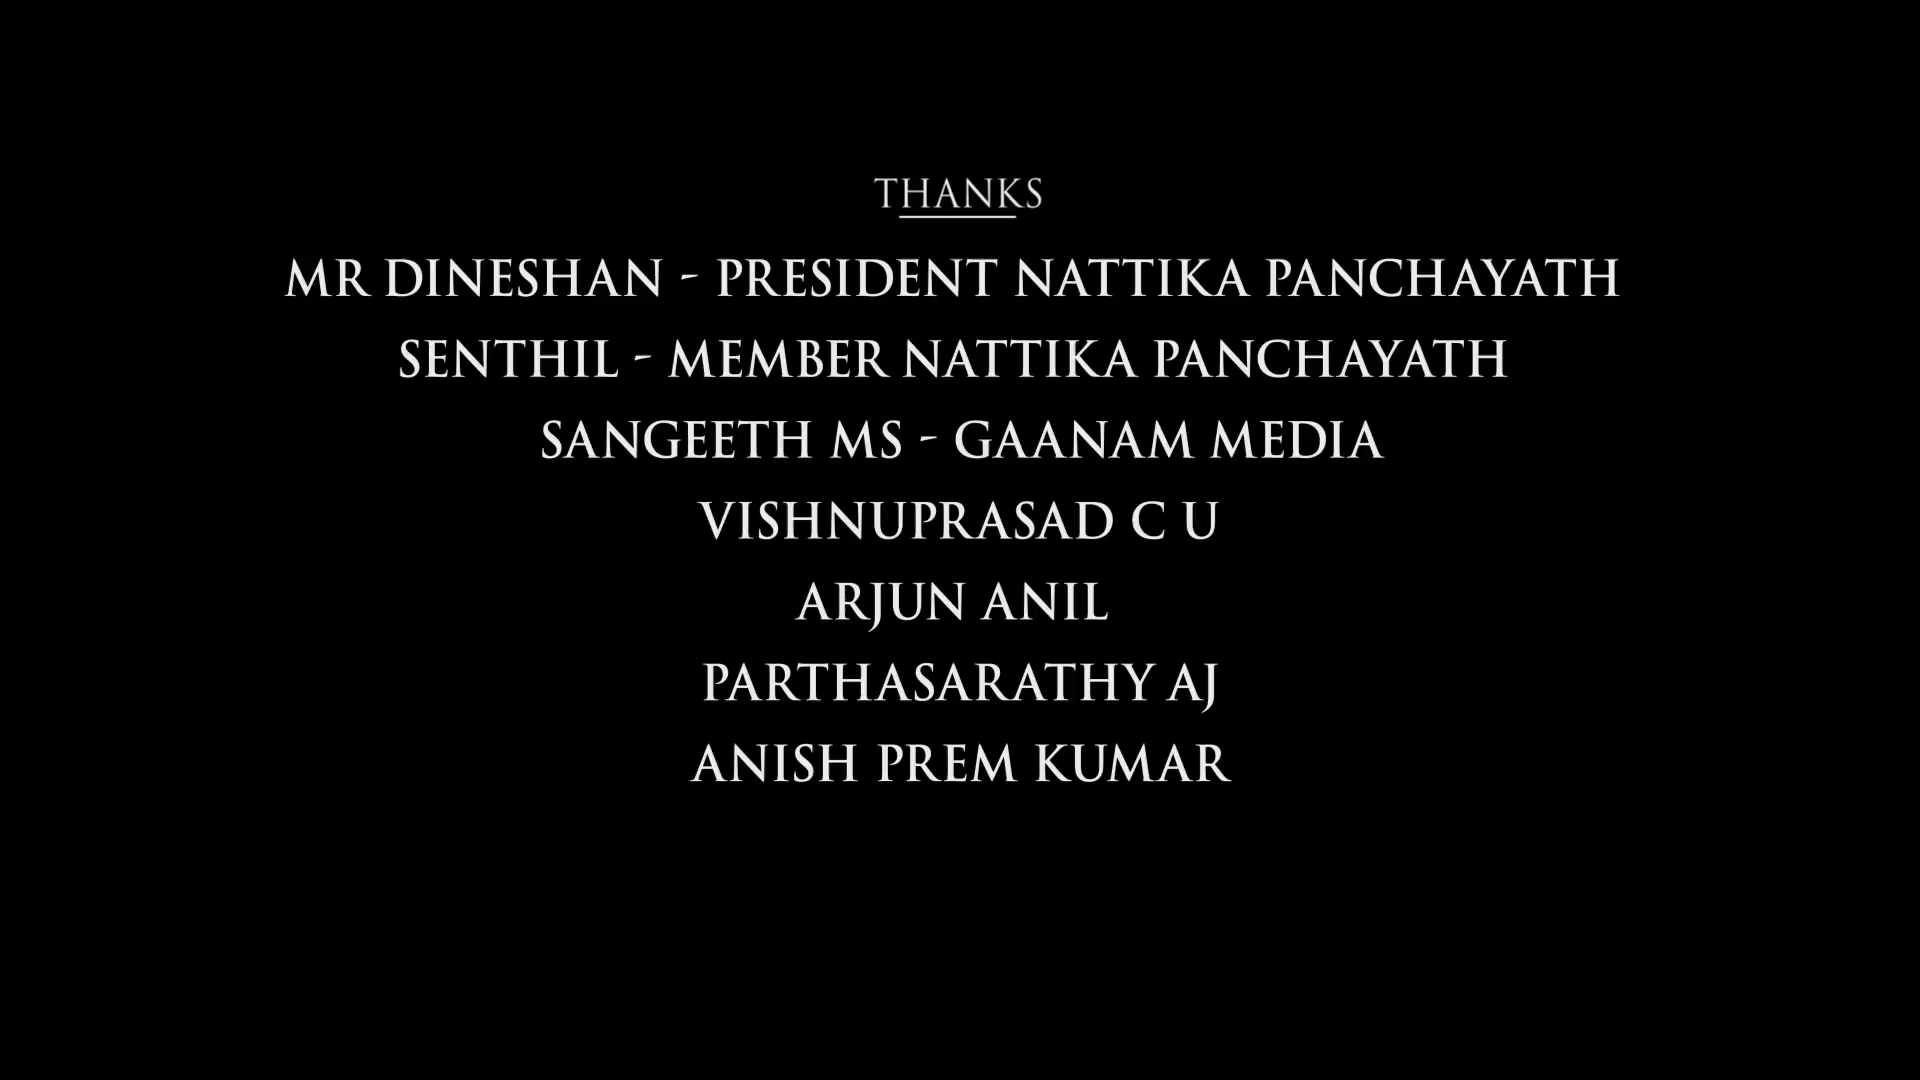 THANKS
MR DINESHAN - PRESIDENT NATTIKA PANCHAYATH
SENTHIL - MEMBER NATTIKA PANCHAYATH
SANGEETH MS - GAANAM MEDIA
VISHNUPRASAD C U
ARJUN ANIL
PARTHASARATHY AJ
ANISH PREM KUMAR